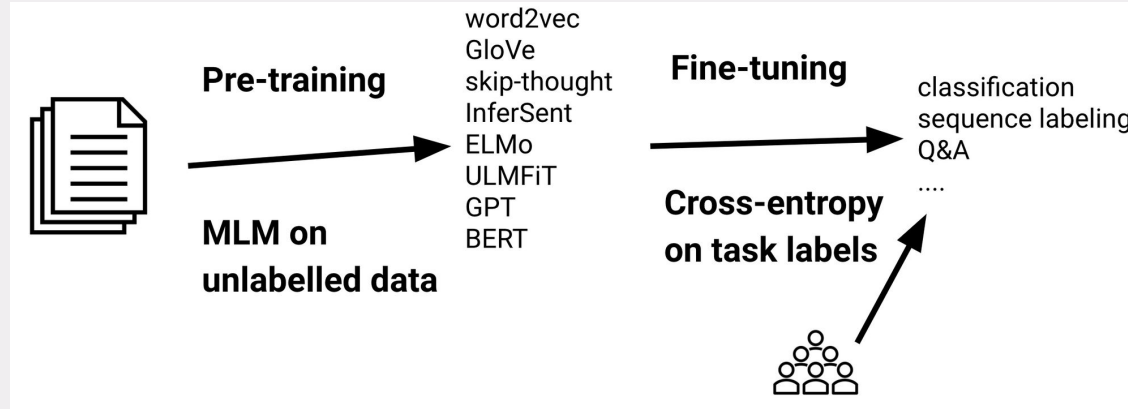 Pre-training
MLM on
unlabelled data
word2vec
GloVe
skip-thought
InferSent
ELMo
ULMFiT
GPT
BERT
Fine-tuning
Cross-entropy
on task labels
classification
sequence labeling
Q&A
....